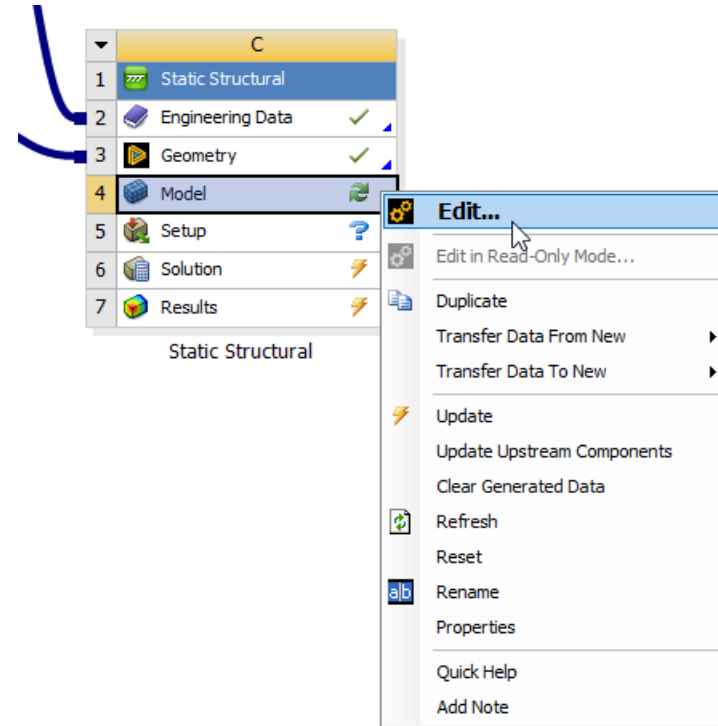 C
1 Static Structural
2 Engineering Data
3 Geometry
4 Model
5 Setup ?
6 Solution
7 Results
Static Structural
Edit...
Edit in Read-Only Mode...
Duplicate
Transfer Data From New
Transfer Data To New
Update
Update Upstream Components
Clear Generated Data
Refresh
Reset
a|b Rename
Properties
Quick Help
Add Note